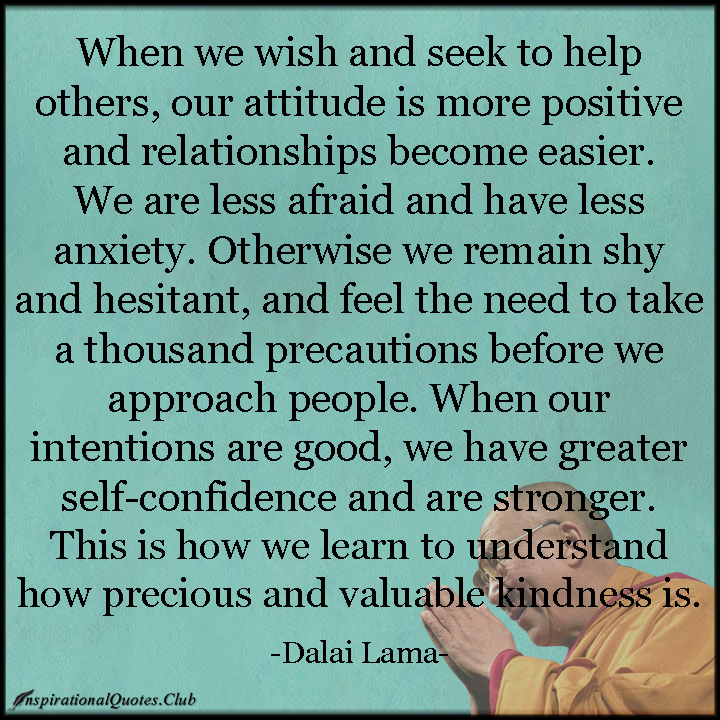 When we wish and seek to help
others, our attitude is more positive
and relationships become easier.
We are less afraid and have less
anxiety. Otherwise we remain shy
and hesitant, and feel the need to take
a thousand precautions before we
approach people. When our
intentions are good, we have greater
self-confidence and are stronger.
This is how we learn to understand
how precious and valuable kindness is.
-Dalai Lama-
InspirationalQuotes.Club